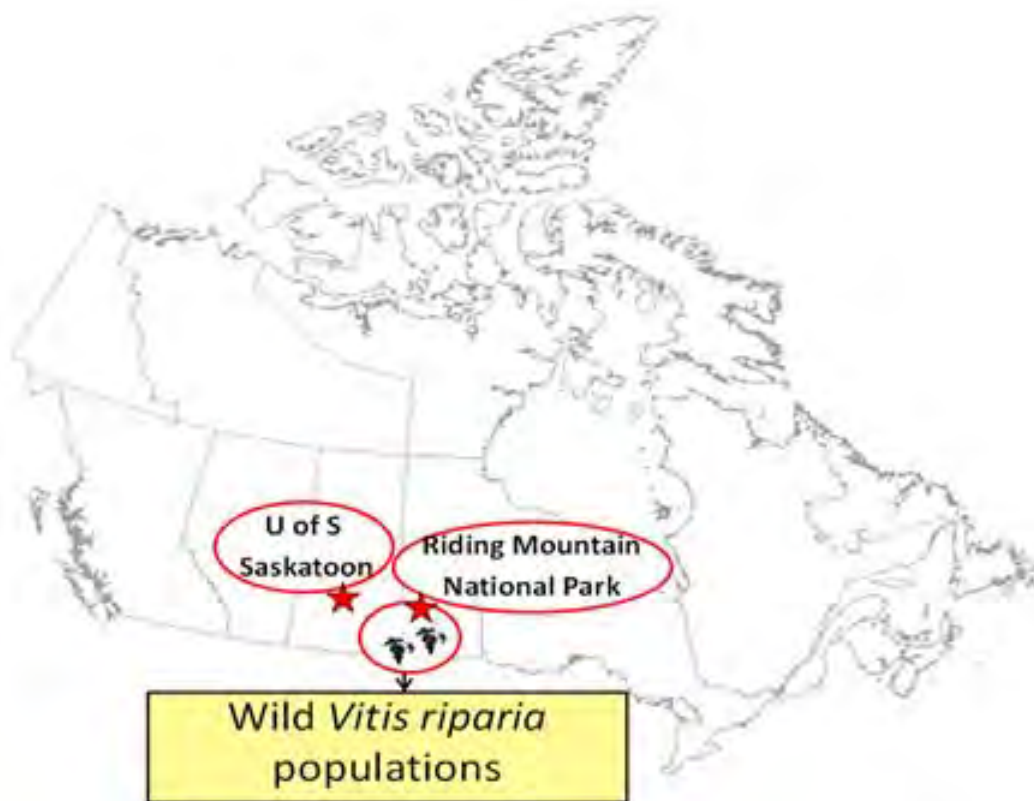 U of S
Saskatoon
Riding Mountain
National Park
Wild Vitis riparia
populations